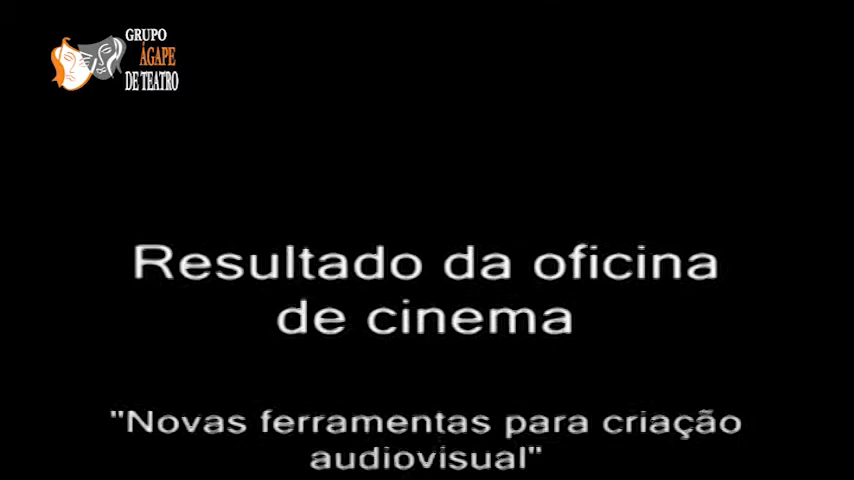 GRUPO
ÁGAPE
DE TEATRO
Resultado da oficina
de cinema
"Novas ferramentas para criação
audiovisual"